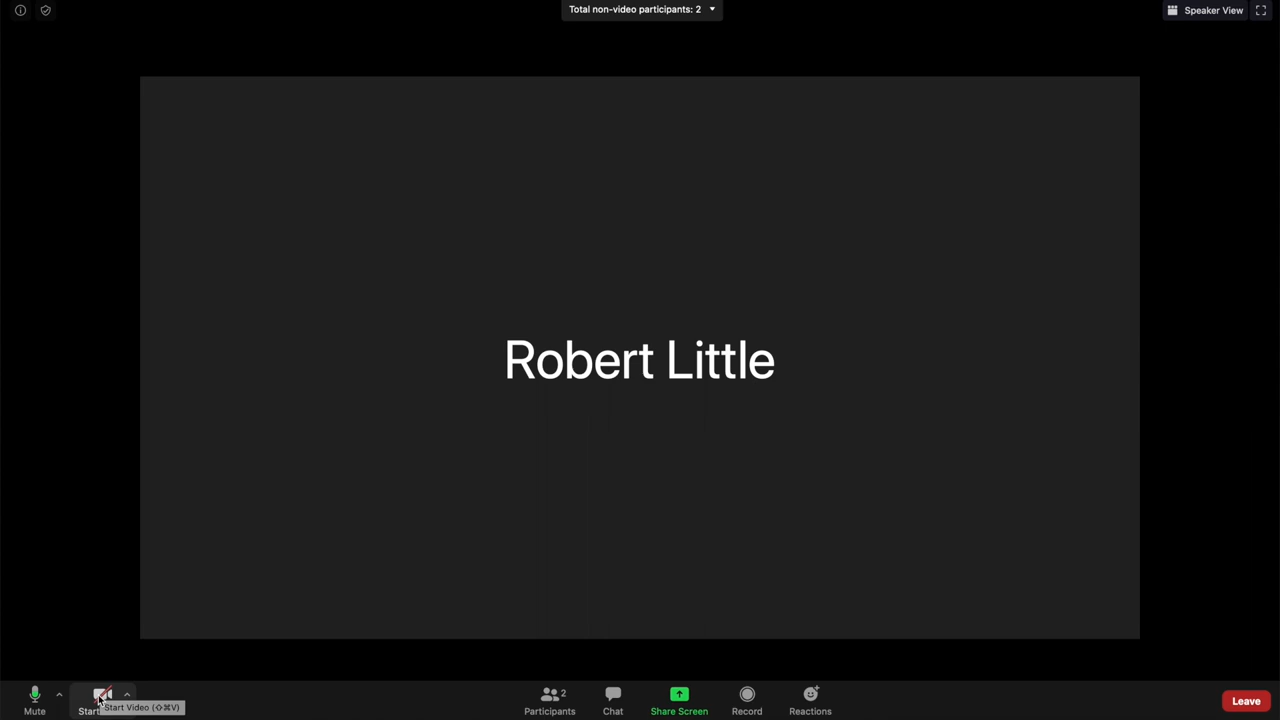 Total non-video participants: 2
Speaker View
Robert Little
Mute
Start
Start Video (⇧⌘V)
Participants
2
Chat
Share Screen
Record
Reactions
Leave